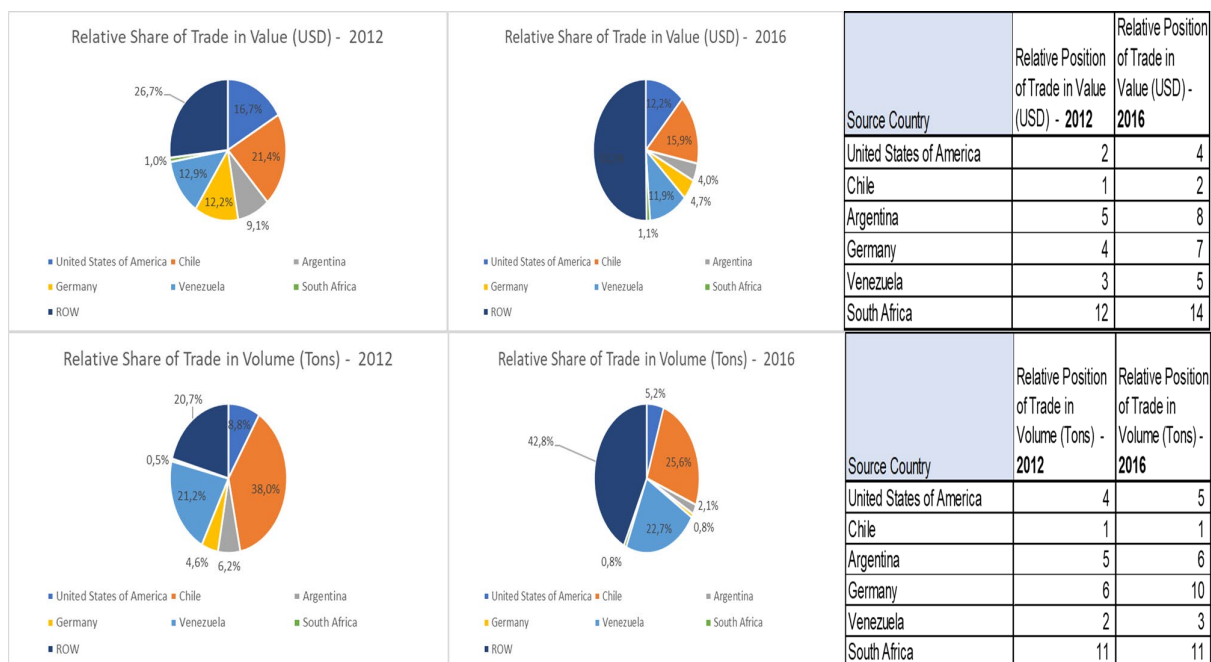 Relative Share of Trade in Value (USD) - 2012
26,7%
16,7%
1,0%
21,4%
12,9%
12,2%
9,1%
United States of America Chile Argentina
Germany Venezuela South Africa
ROW
Relative Share of Trade in Value (USD) - 2016
12,2%
15,9%
4,0%
11,9%
4,7%
1,1%
United States of America Chile Argentina
Germany Venezuela South Africa
ROW
Source Country
Relative Position
of Trade in Value
(USD) - 2012
Relative Position
of Trade in
Value (USD) -
2016
United States of America 2 4
Chile 1 2
Argentina 5 8
Germany 4 7
Venezuela 3 5
South Africa 12 14
Relative Share of Trade in Volume (Tons) - 2012
20,7%
8,8%
0,5%
21,2%
38,0%
4,6%
6,2%
United States of America Chile Argentina
Germany Venezuela South Africa
ROW
Relative Share of Trade in Volume (Tons) - 2016
5,2%
42,8%
25,6%
2,1%
22,7%
0,8%
0,8%
United States of America Chile Argentina
Germany Venezuela South Africa
ROW
Source Country
Relative Position
of Trade in
Volume (Tons) -
2012
Relative Position
of Trade in
Volume (Tons) -
2016
United States of America 4 5
Chile 1 1
Argentina 5 6
Germany 6 10
Venezuela 2 3
South Africa 11 11